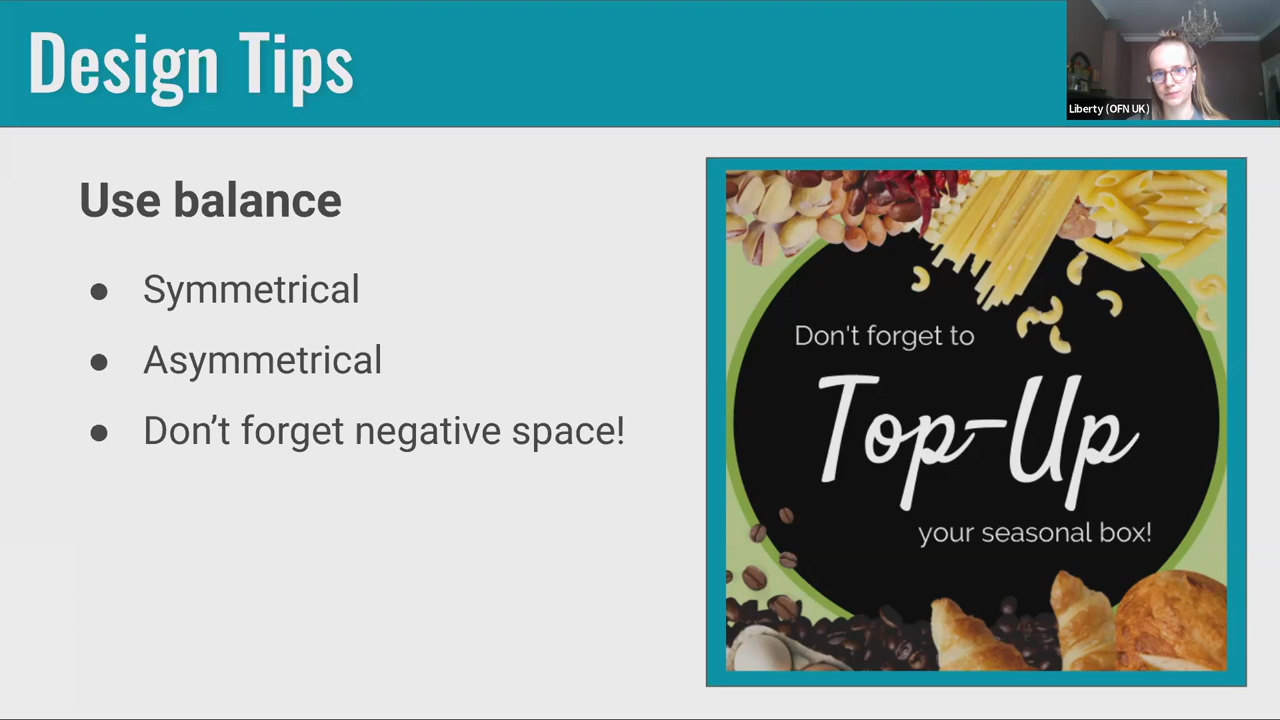 Design Tips
Liberty (OFN UK)
Use balance
● Symmetrical
● Asymmetrical
● Don’t forget negative space!
Don't forget to
Top-Up
your seasonal box!